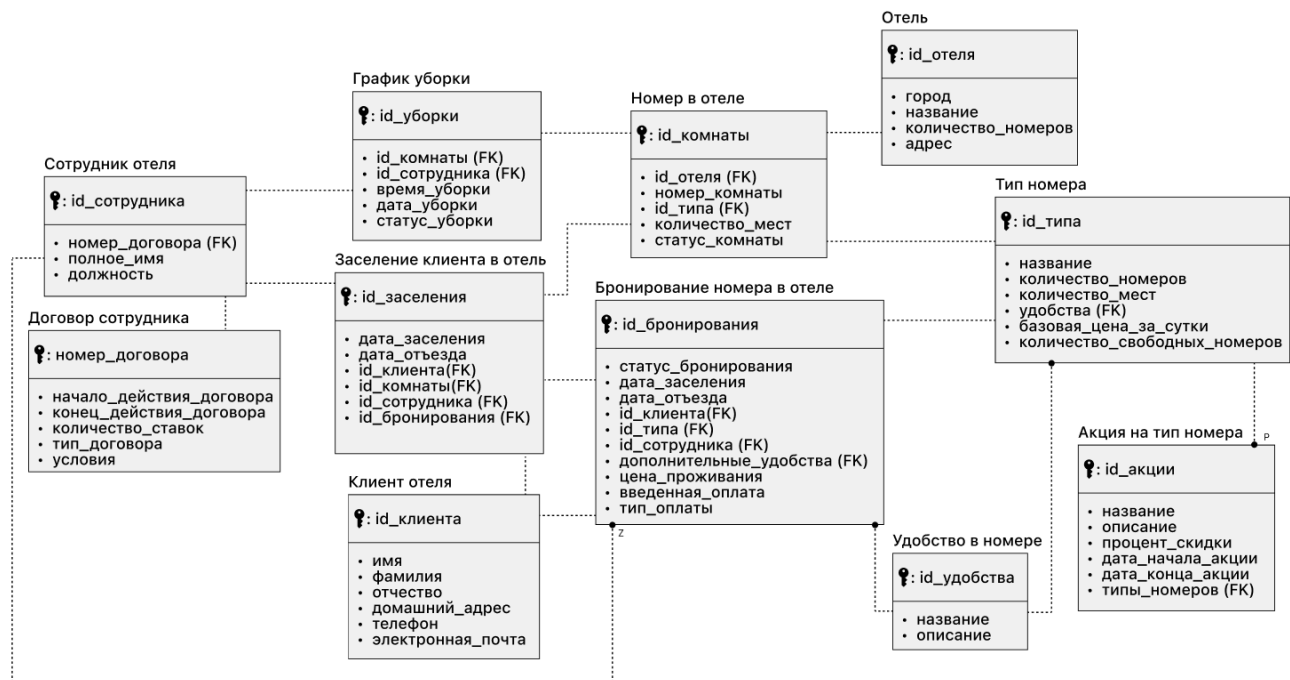 Отель
id_отеля
город
название
количество_номеров
адрес
График уборки
: id_уборки
id_комнаты (FK)
id_сотрудника (FK)
время_уборки
дата_уборки
статус_уборки
Номер в отеле
: id_комнаты
id_отеля (FK)
номер_комнаты
id_типа (FK)
количество_мест
статус_комнаты
Сотрудник отеля
: id_сотрудника
номер_договора (FK)
полное_имя
должность
Тип номера
: id_типа
название
количество_номеров
количество_мест
удобства (FK)
базовая_цена_за_сутки
количество_свободных_номеров
Заселение клиента в отель
: id_заселения
дата_заселения
дата_отъезда
id_клиента(FK)
id_комнаты(FK)
id_сотрудника (FK)
id_бронирования (FK)
Бронирование номера в отеле
: id_бронирования
статус_бронирования
дата_заселения
дата_отъезда
id_клиента(FK)
id_типа (FK)
id_сотрудника (FK)
дополнительные_удобства (FK)
цена_проживания
введенная_оплата
тип_оплаты
Z
Договор сотрудника
: номер_договора
начало_действия_договора
конец_действия_договора
количество_ставок
тип_договора
условия
P
Акция на тип номера
: id_акции
название
описание
процент_скидки
дата_начала_акции
дата_конца_акции
типы_номеров (FK)
Клиент отеля
: id_клиента
имя
фамилия
отчество
домашний_адрес
телефон
электронная_почта
Удобство в номере
: id_удобства
название
описание